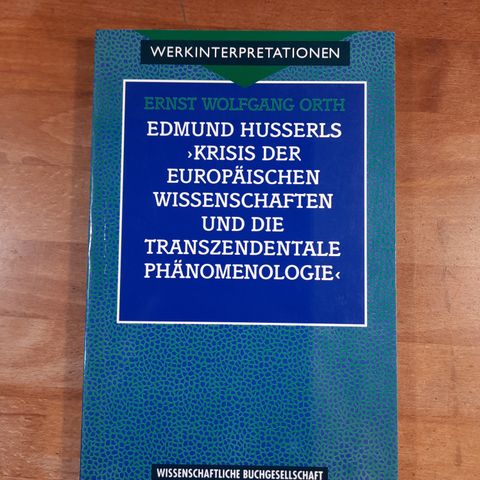 WERKINTERPRETATIONEN
ERNST WOLFGANG ORTH
EDMUND HUSSERLS
›KRISIS DER
EUROPÄISCHEN
WISSENSCHAFTEN
UND DIE
TRANSZENDENTALE
PHÄNOMENOLOGIE‹
WISSENSCHAFTLICHE BUCHGESELLSCHAFT